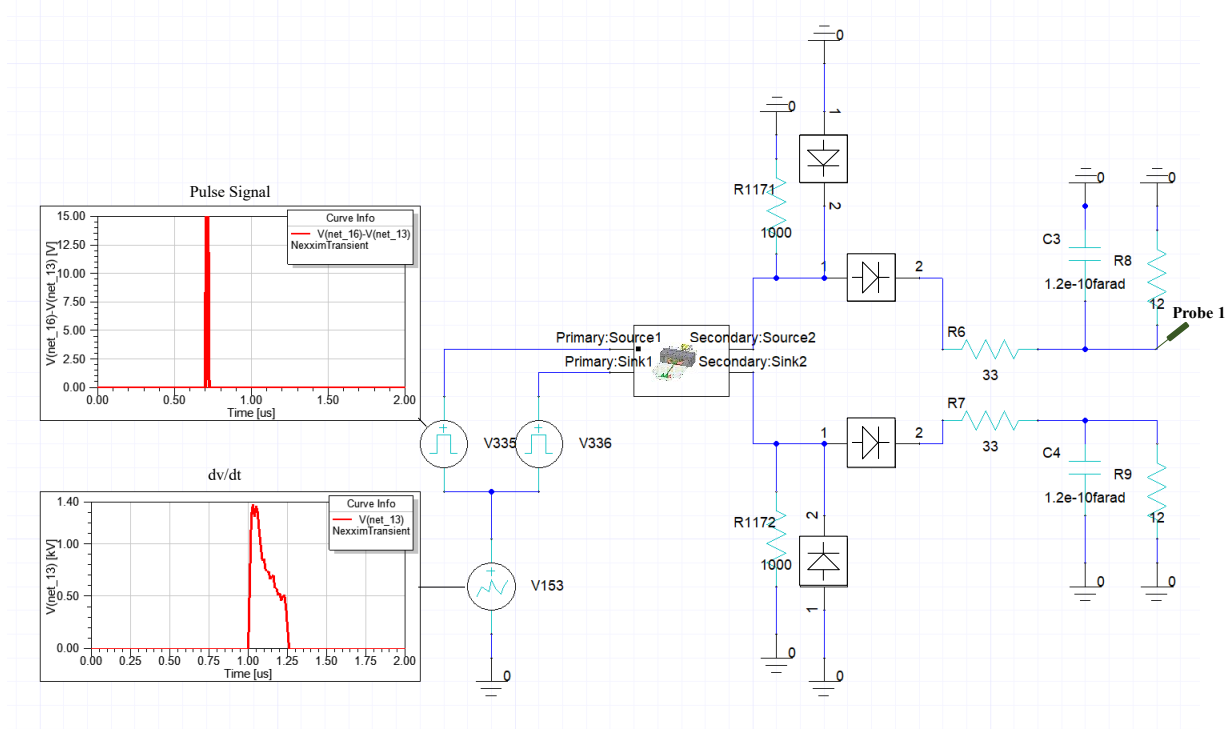 0
1
0
2
R1171
1000
1
2
0
0
C3
R8
1.2e-10farad
12
Probe 1
R6
33
Pulse Signal
Curve Info
V(net_16)-V(net_13)
NexximTransient
V(net_16)-V(net_13) [V]
15.00
12.50
10.00
7.50
5.00
2.50
0.00
0.00 0.50 1.00 1.50 2.00
Time [us]
Primary:Source1 Secondary:Source2
Primary:Sink1 Secondary:Sink2
V335
V336
1
2
R7
33
C4
R9
1.2e-10farad
12
0
0
dv/dt
Curve Info
V(net_13)
NexximTransient
V(net_13) [kV]
1.40
1.00
0.50
0.00
0.00 0.25 0.50 0.75 1.00 1.25 1.50 1.75 2.00
Time [us]
V153
0
R1172
1000
2
1
0
0